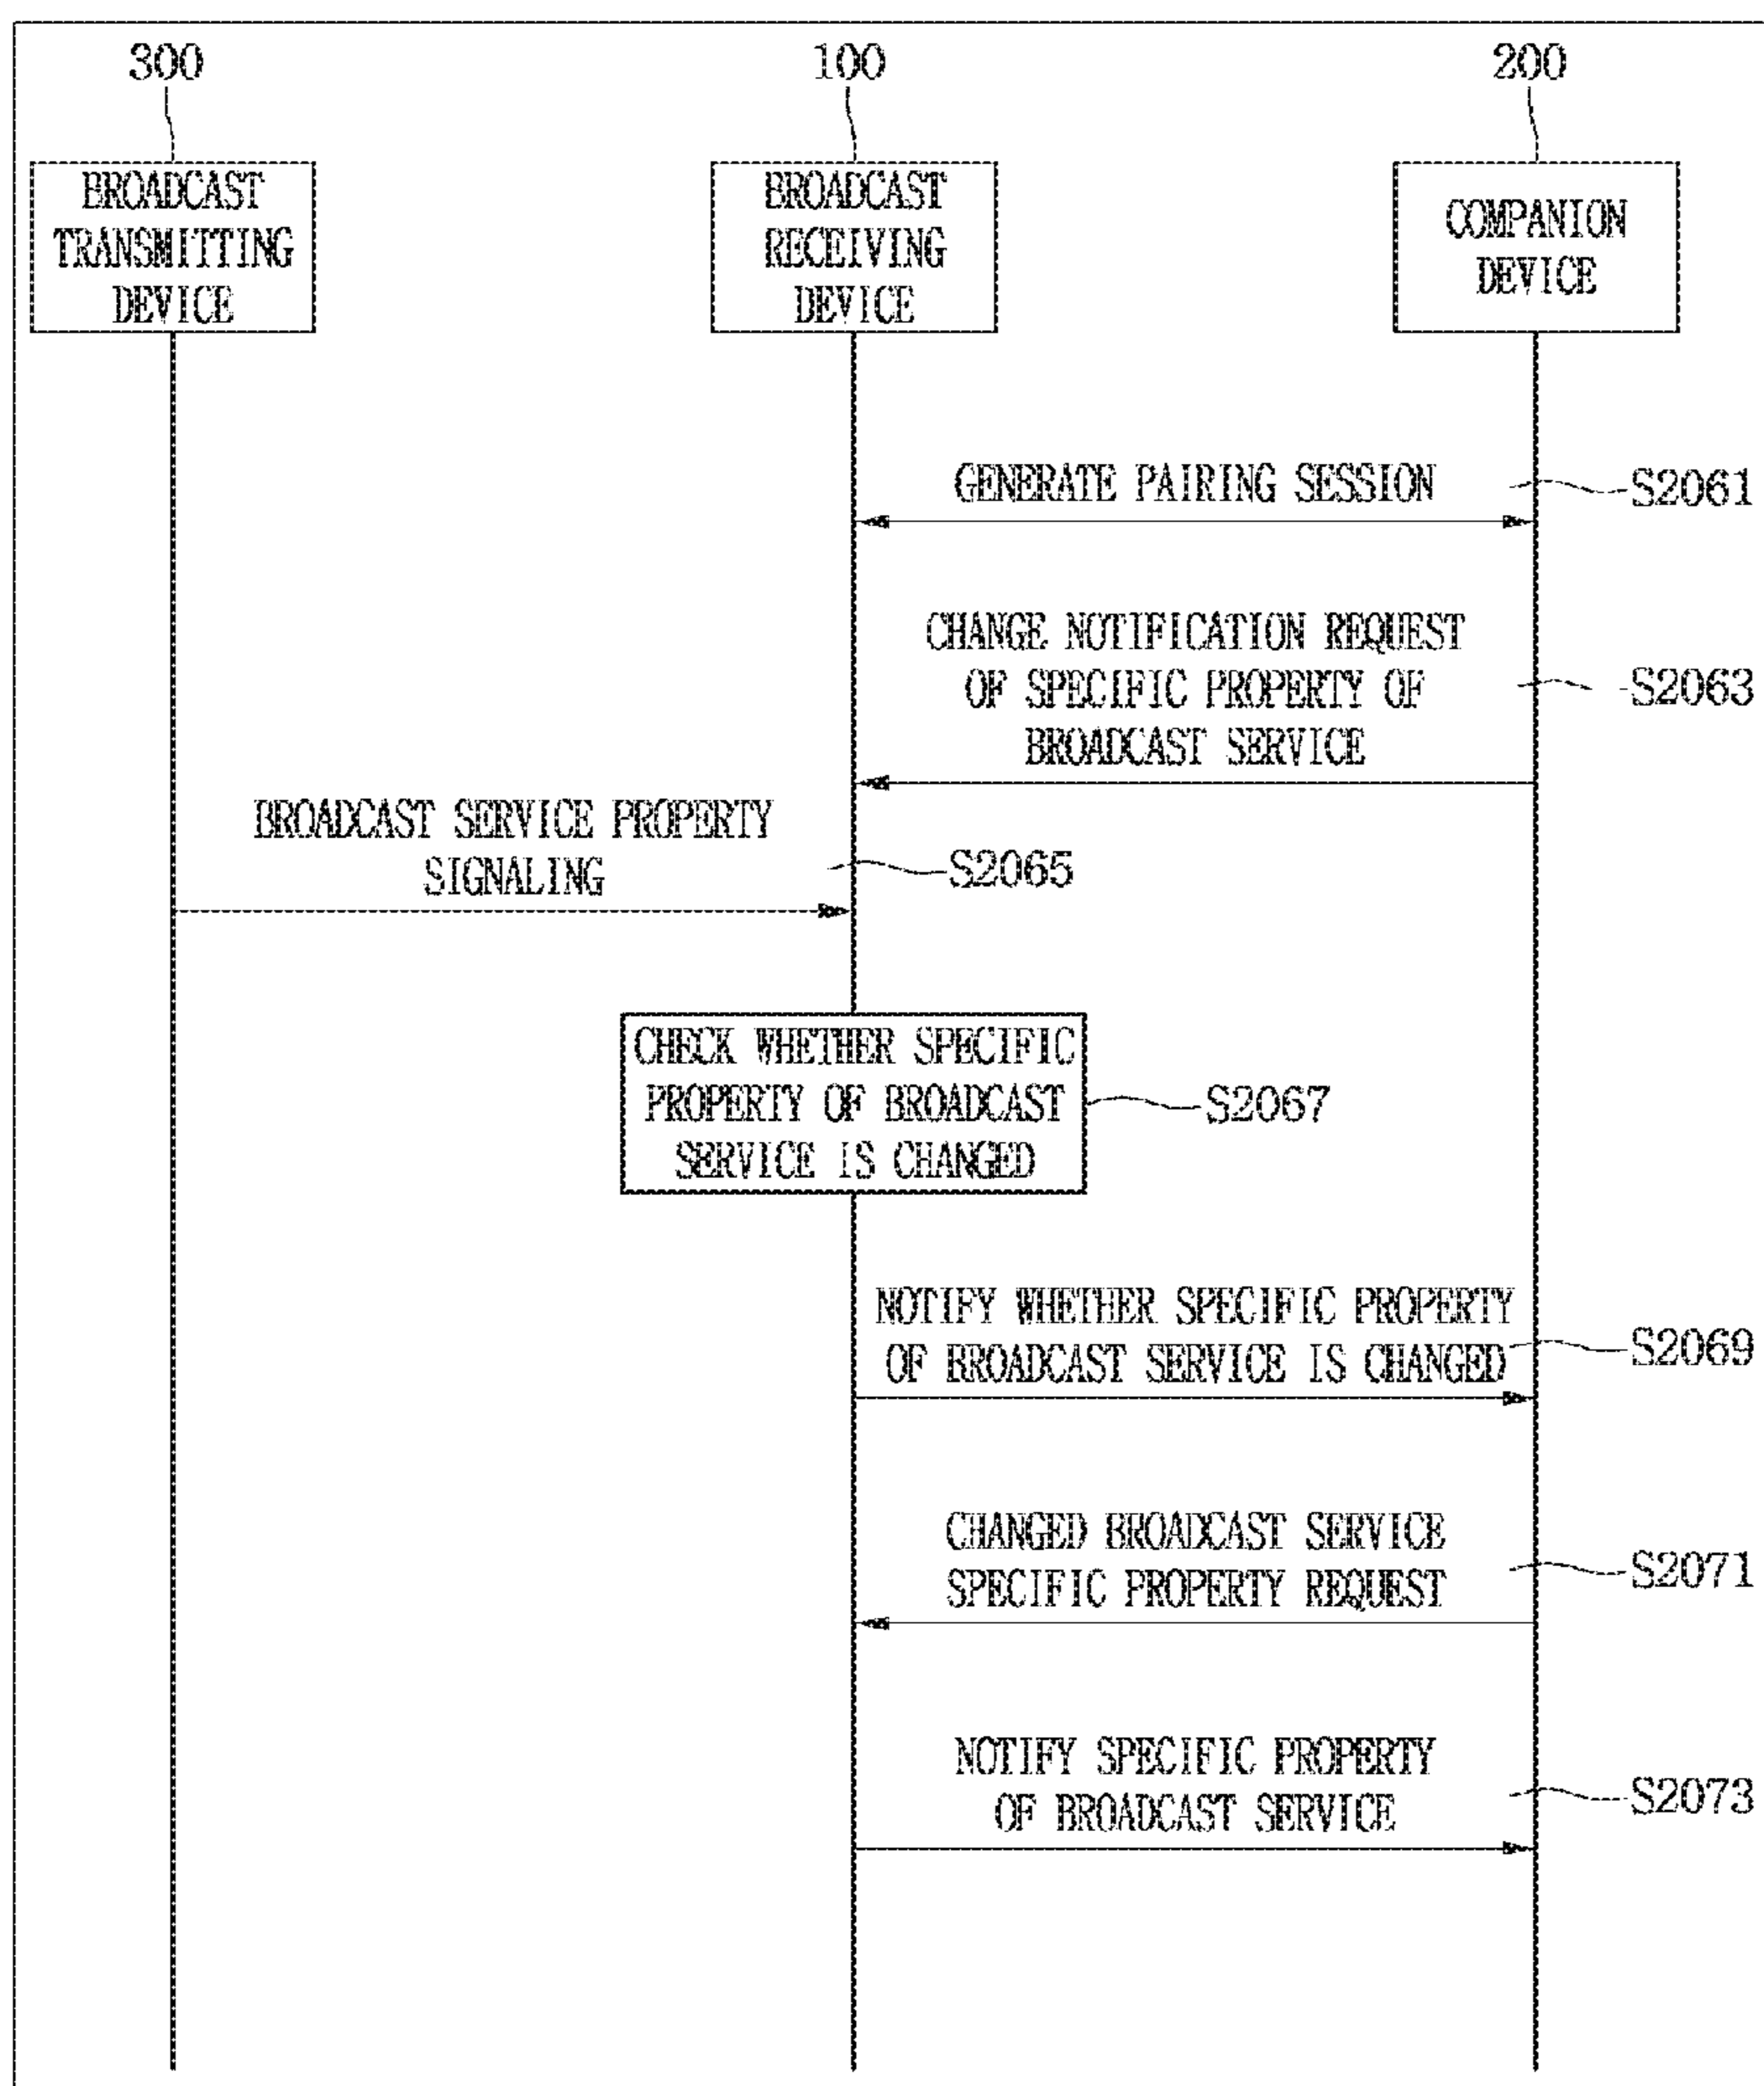 300
100
200
BROADCAST
TRANSMITTING
DEVICE
BROADCAST
RECEIVING
DEVICE
COMPANION
DEVICE
GENERATE PAIRING SESSION
S2061
CHANGE NOTIFICATION REQUEST
OF SPECIFIC PROPERTY OF
BROADCAST SERVICE
S2063
BROADCAST SERVICE PROPERTY
SIGNALING
S2065
CHECK WHETHER SPECIFIC
PROPERTY OF BROADCAST
SERVICE IS CHANGED
S2067
NOTIFY WHETHER SPECIFIC PROPERTY
OF BROADCAST SERVICE IS CHANGED
S2069
CHANGED BROADCAST SERVICE
SPECIFIC PROPERTY REQUEST
S2071
NOTIFY SPECIFIC PROPERTY
OF BROADCAST SERVICE
S2073